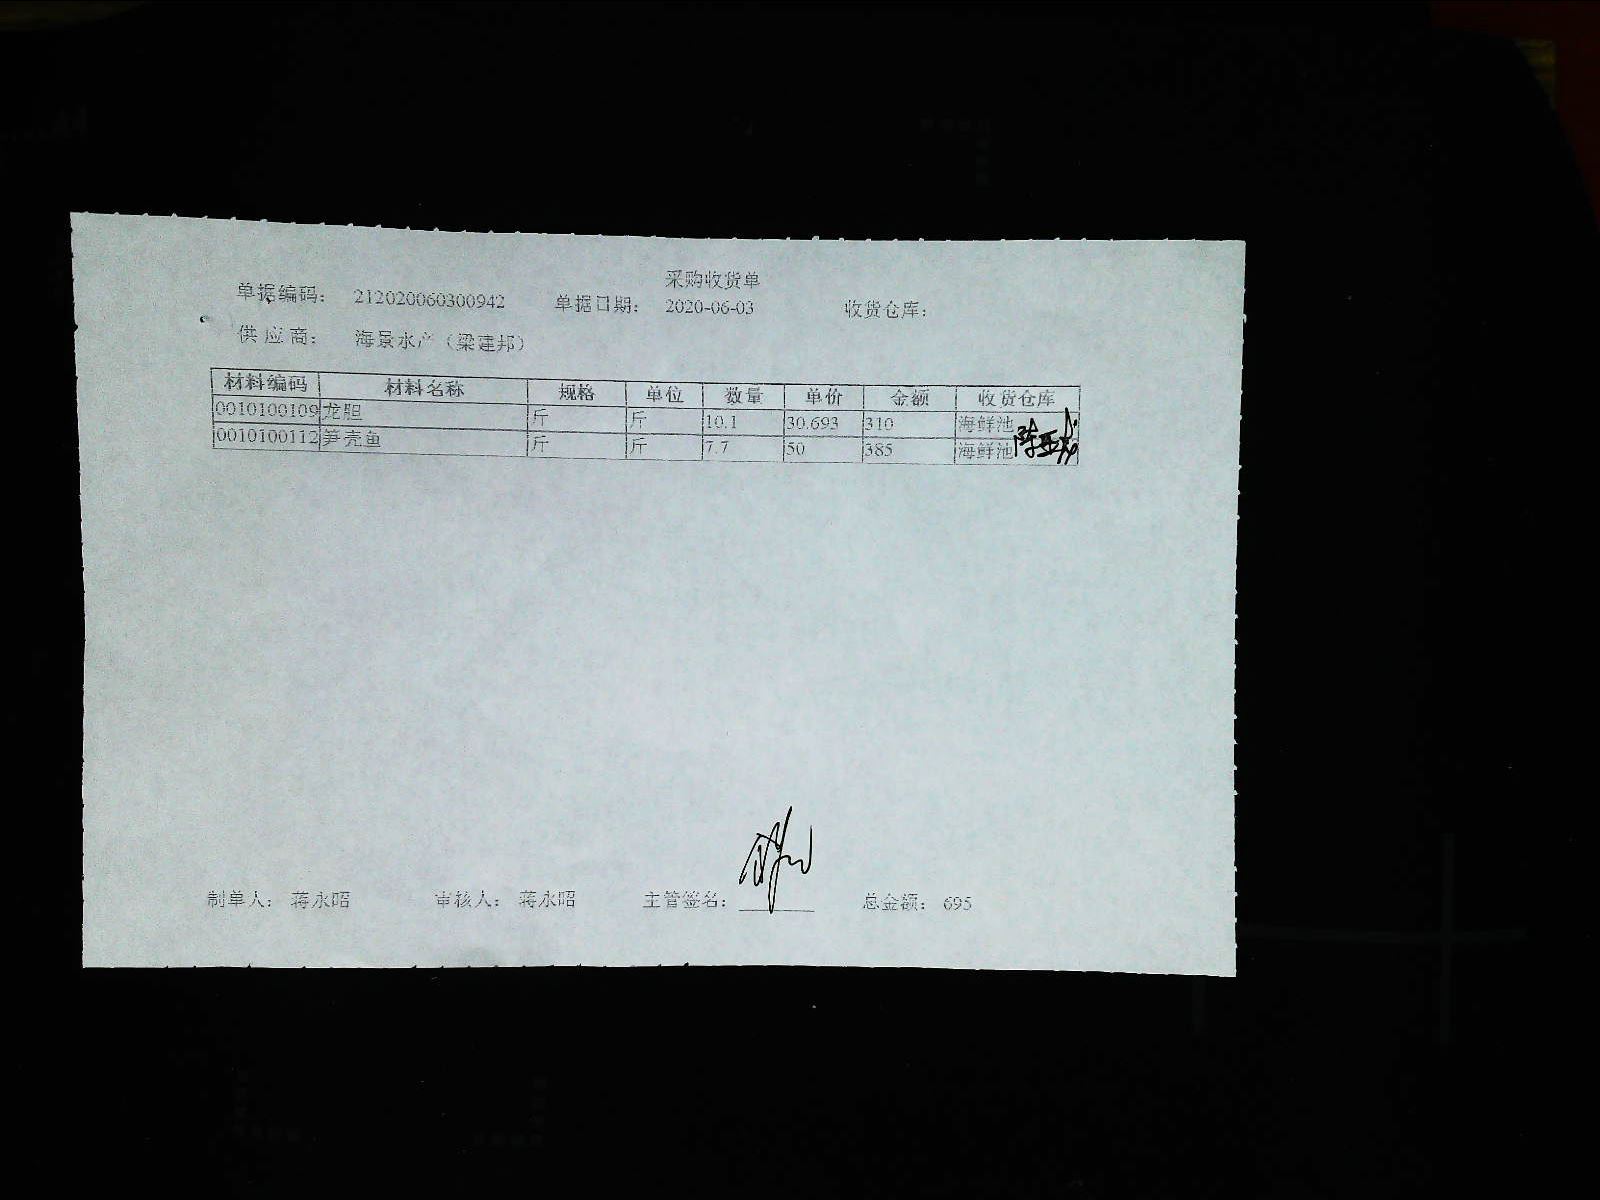 采购收货单
单据编码： 212020060300942 单据日期： 2020-06-03 收货仓库：
供 应 商： 海景水产（梁建邦）
材料编码 材料名称 规格 单位 数量 单价 金额 收货仓库
0010100109 龙胆 斤 斤 10.1 30.693 310 海鲜池
0010100112 笋壳鱼 斤 斤 7.7 50 385 海鲜池
制单人： 蒋永昭 审核人： 蒋永昭 主管签名： 总金额： 695